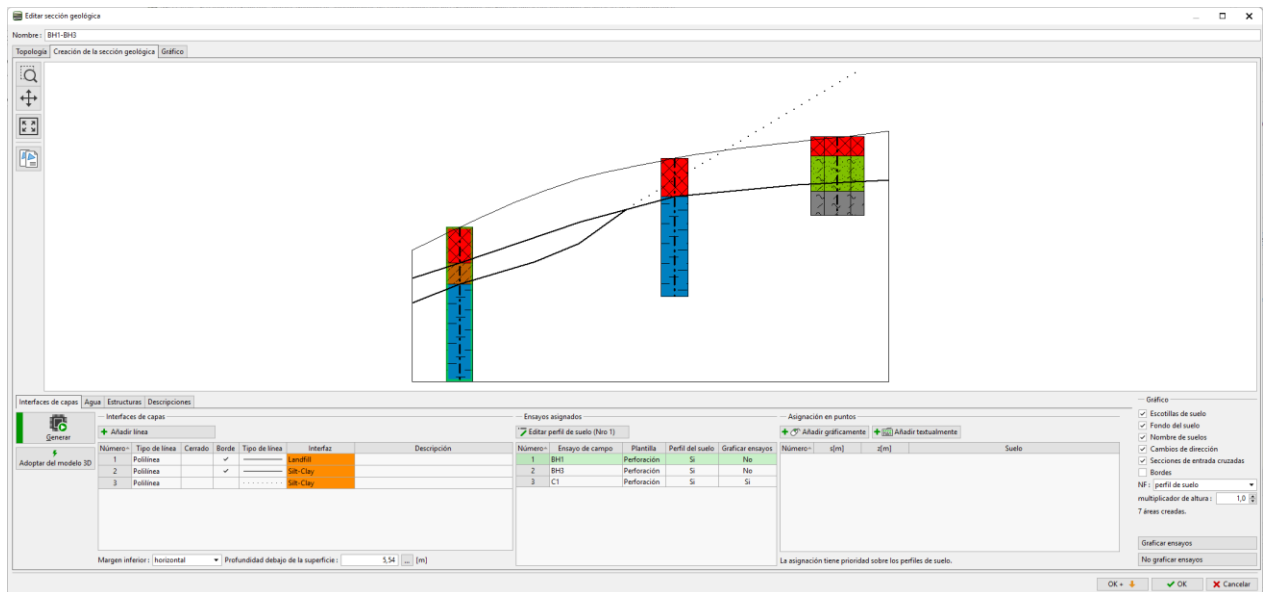 Editar sección geológica
Nombre : BH1-BH3
Topología Creación de la sección geológica Gráfico
Interfaces de capas Agua Estructuras Descripciones
Generar
Adoptar del modelo 3D
Interfaces de capas
Añadir línea
Número Tipo de línea Cerrado Borde Tipo de línea Interfaz Descripción
1 Polilínea Landfill
2 Polilínea Silt-Clay
3 Polilínea Silt-Clay
Margen inferior : horizontal Profundidad debajo de la superficie : 5,54 ... [m]
Ensayos asignados
Editar perfil de suelo (Nro 1)
Número Ensayo de campo Plantilla Perfil del suelo Graficar ensayos
1 BH1 Perforación Si No
2 BH3 Perforación Si No
3 C1 Perforación Si Si
Asignación en puntos
Añadir gráficamente Añadir textualmente
Número s[m] z[m] Suelo
La asignación tiene prioridad sobre los perfiles de suelo.
Gráfico
Escotillas de suelo
Fondo del suelo
Nombre de suelos
Cambios de dirección
Secciones de entrada cruzadas
Bordes
NF : perfil de suelo
multiplicador de altura : 1,0
7 áreas creadas.
Graficar ensayos
No graficar ensayos
OK + OK Cancelar